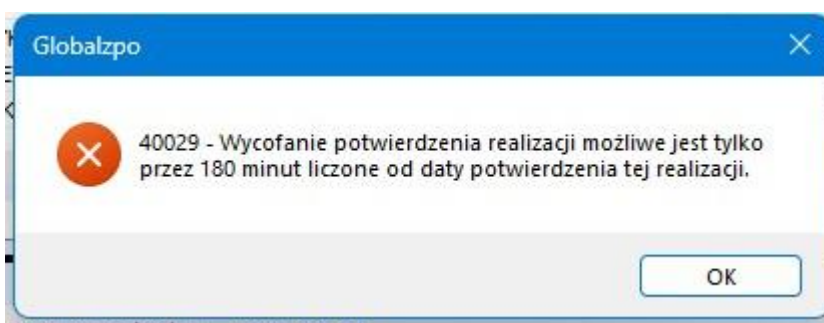 Globalzpo
40029 - Wycofanie potwierdzenia realizacji możliwe jest tylko
przez 180 minut liczone od daty potwierdzenia tej realizacji.
OK